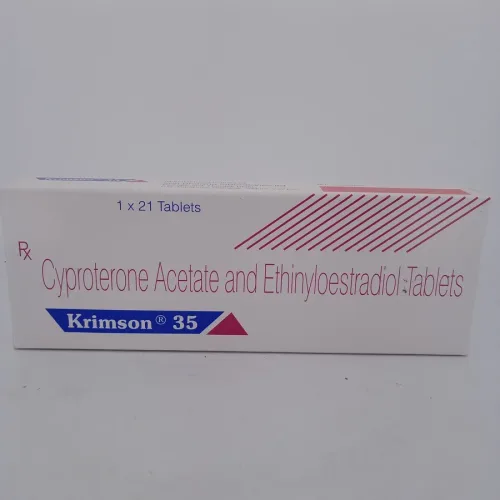 1 x 21 Tablets
Rx
Cyproterone Acetate and Ethinyloestradiol Tablets
Krimson® 35